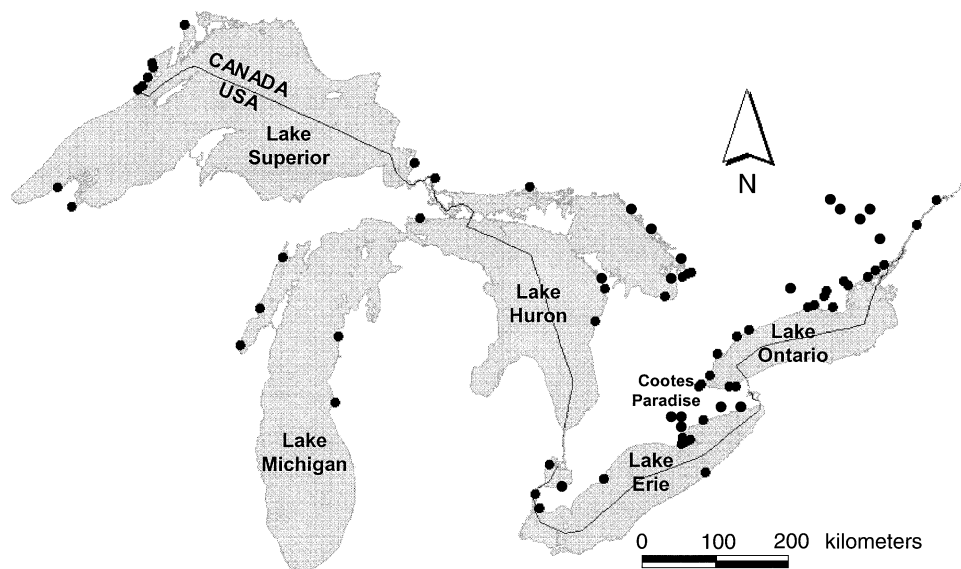 CANADA
USA
Lake
Superior
N
Lake
Huron
Lake
Ontario
Cootes
Paradise
Lake
Michigan
Lake
Erie
0 100 200 kilometers